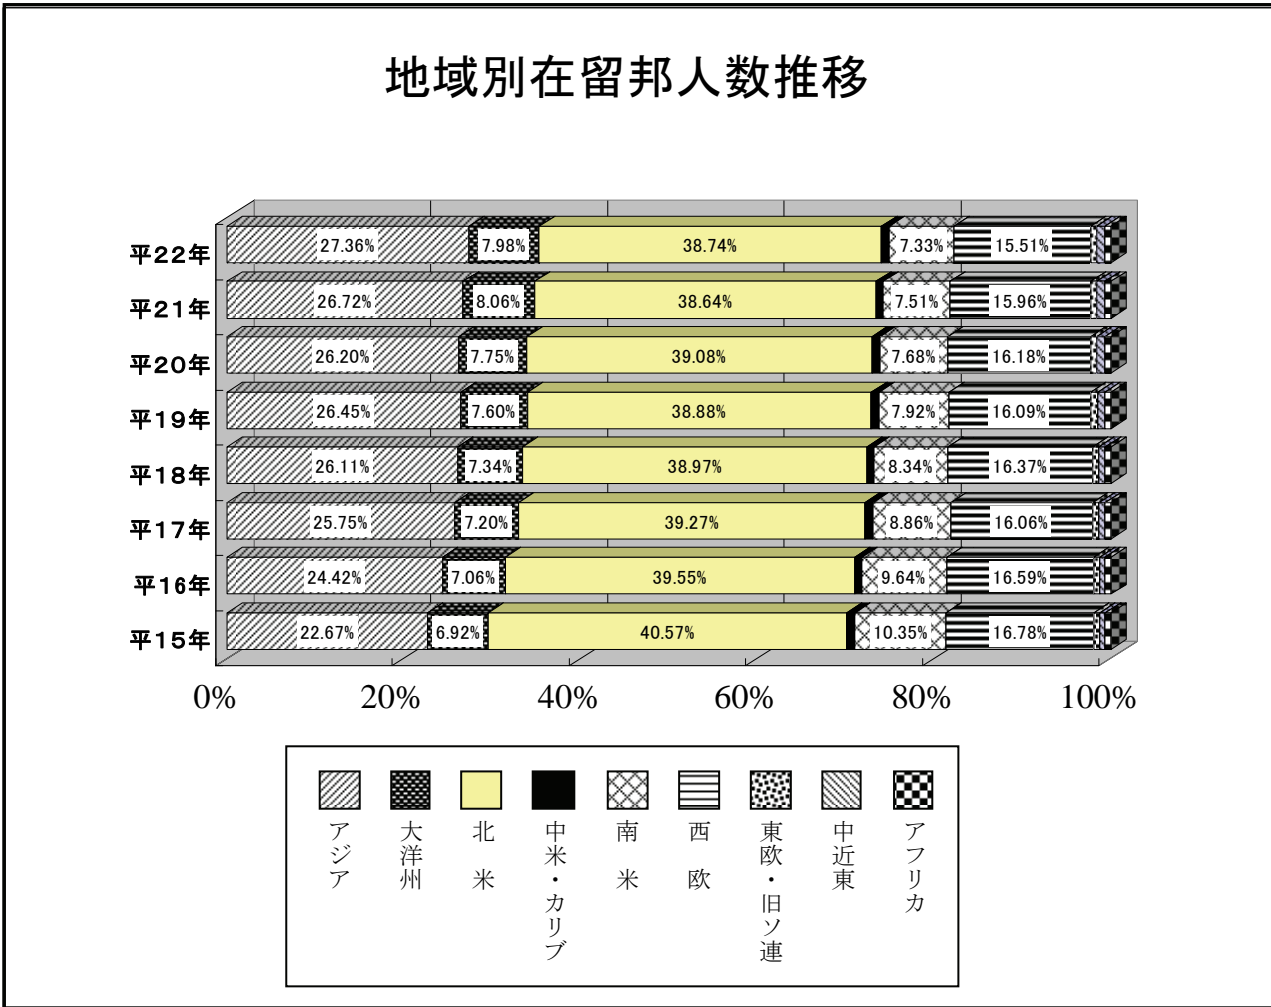 地域別在留邦人数推移
平22年 27.36% 7.98% 38.74% 7.33% 15.51%
平21年 26.72% 8.06% 38.64% 7.51% 15.96%
平20年 26.20% 7.75% 39.08% 7.68% 16.18%
平19年 26.45% 7.60% 38.88% 7.92% 16.09%
平18年 26.11% 7.34% 38.97% 8.34% 16.37%
平17年 25.75% 7.20% 39.27% 8.86% 16.06%
平16年 24.42% 7.06% 39.55% 9.64% 16.59%
平15年 22.67% 6.92% 40.57% 10.35% 16.78%
0% 20% 40% 60% 80% 100%
アジア
大洋州
北 米
中米・カリブ
南 米
西 欧
東欧・旧ソ連
中近東
アフリカ